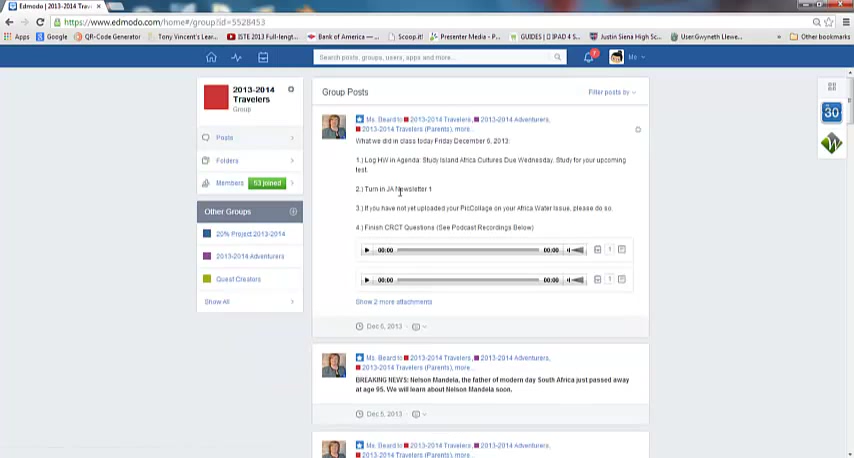 Edmodo | 2013-2014 Trave
https://www.edmodo.com/home#/group?id=5528453
Apps Google QR-Code Generator Tony Vincent's Lear... ISTE 2013 Full-lengt... Bank of America — ... Scoop.it! Presenter Media - P... GUIDES | IPAD 4 S... Justin Siena High Sc... User:Gwyneth Llewe... » Other bookmarks
Search posts, groups, users, apps and more...
Me
2013-2014
Travelers
Group
Posts
Folders
Members 53 joined
Other Groups
20% Project 2013-2014
2013-2014 Adventurers
Quest Creators
Show All
Group Posts Filter posts by
Ms. Beard to 2013-2014 Travelers, 2013-2014 Adventurers,
2013-2014 Travelers (Parents), more...
What we did in class today Friday December 6, 2013:
1.) Log HW in Agenda: Study Island Africa Cultures Due Wednesday. Study for your upcoming
test.
2.) Turn in JA Newsletter 1
3.) If you have not yet uploaded your PicCollage on your Africa Water Issue, please do so.
4.) Finish CRCT Questions (See Podcast Recordings Below)
00:00 00:00 1
00:00 00:00 1
Show 2 more attachments
Dec 5, 2013
Ms. Beard to 2013-2014 Travelers, 2013-2014 Adventurers,
2013-2014 Travelers (Parents), more...
BREAKING NEWS: Nelson Mandela, the father of modern day South Africa just passed away
at age 95. We will learn about Nelson Mandela soon.
Dec 5, 2013
Ms. Beard to 2013-2014 Travelers, 2013-2014 Adventurers,
2013-2014 Travelers (Parents), more...
30